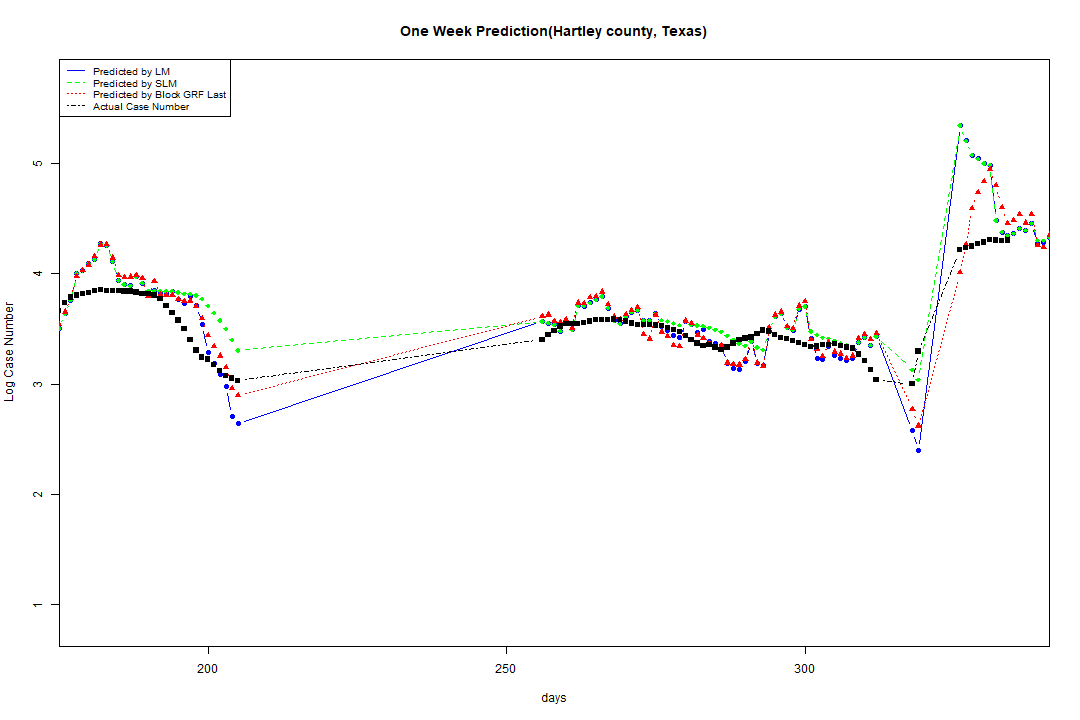 One Week Prediction(Hartley county, Texas)
Predicted by LM
Predicted by SLM
Predicted by Block GRF Last
Actual Case Number
5
4
3
2
1
Log Case Number
200
250
300
days